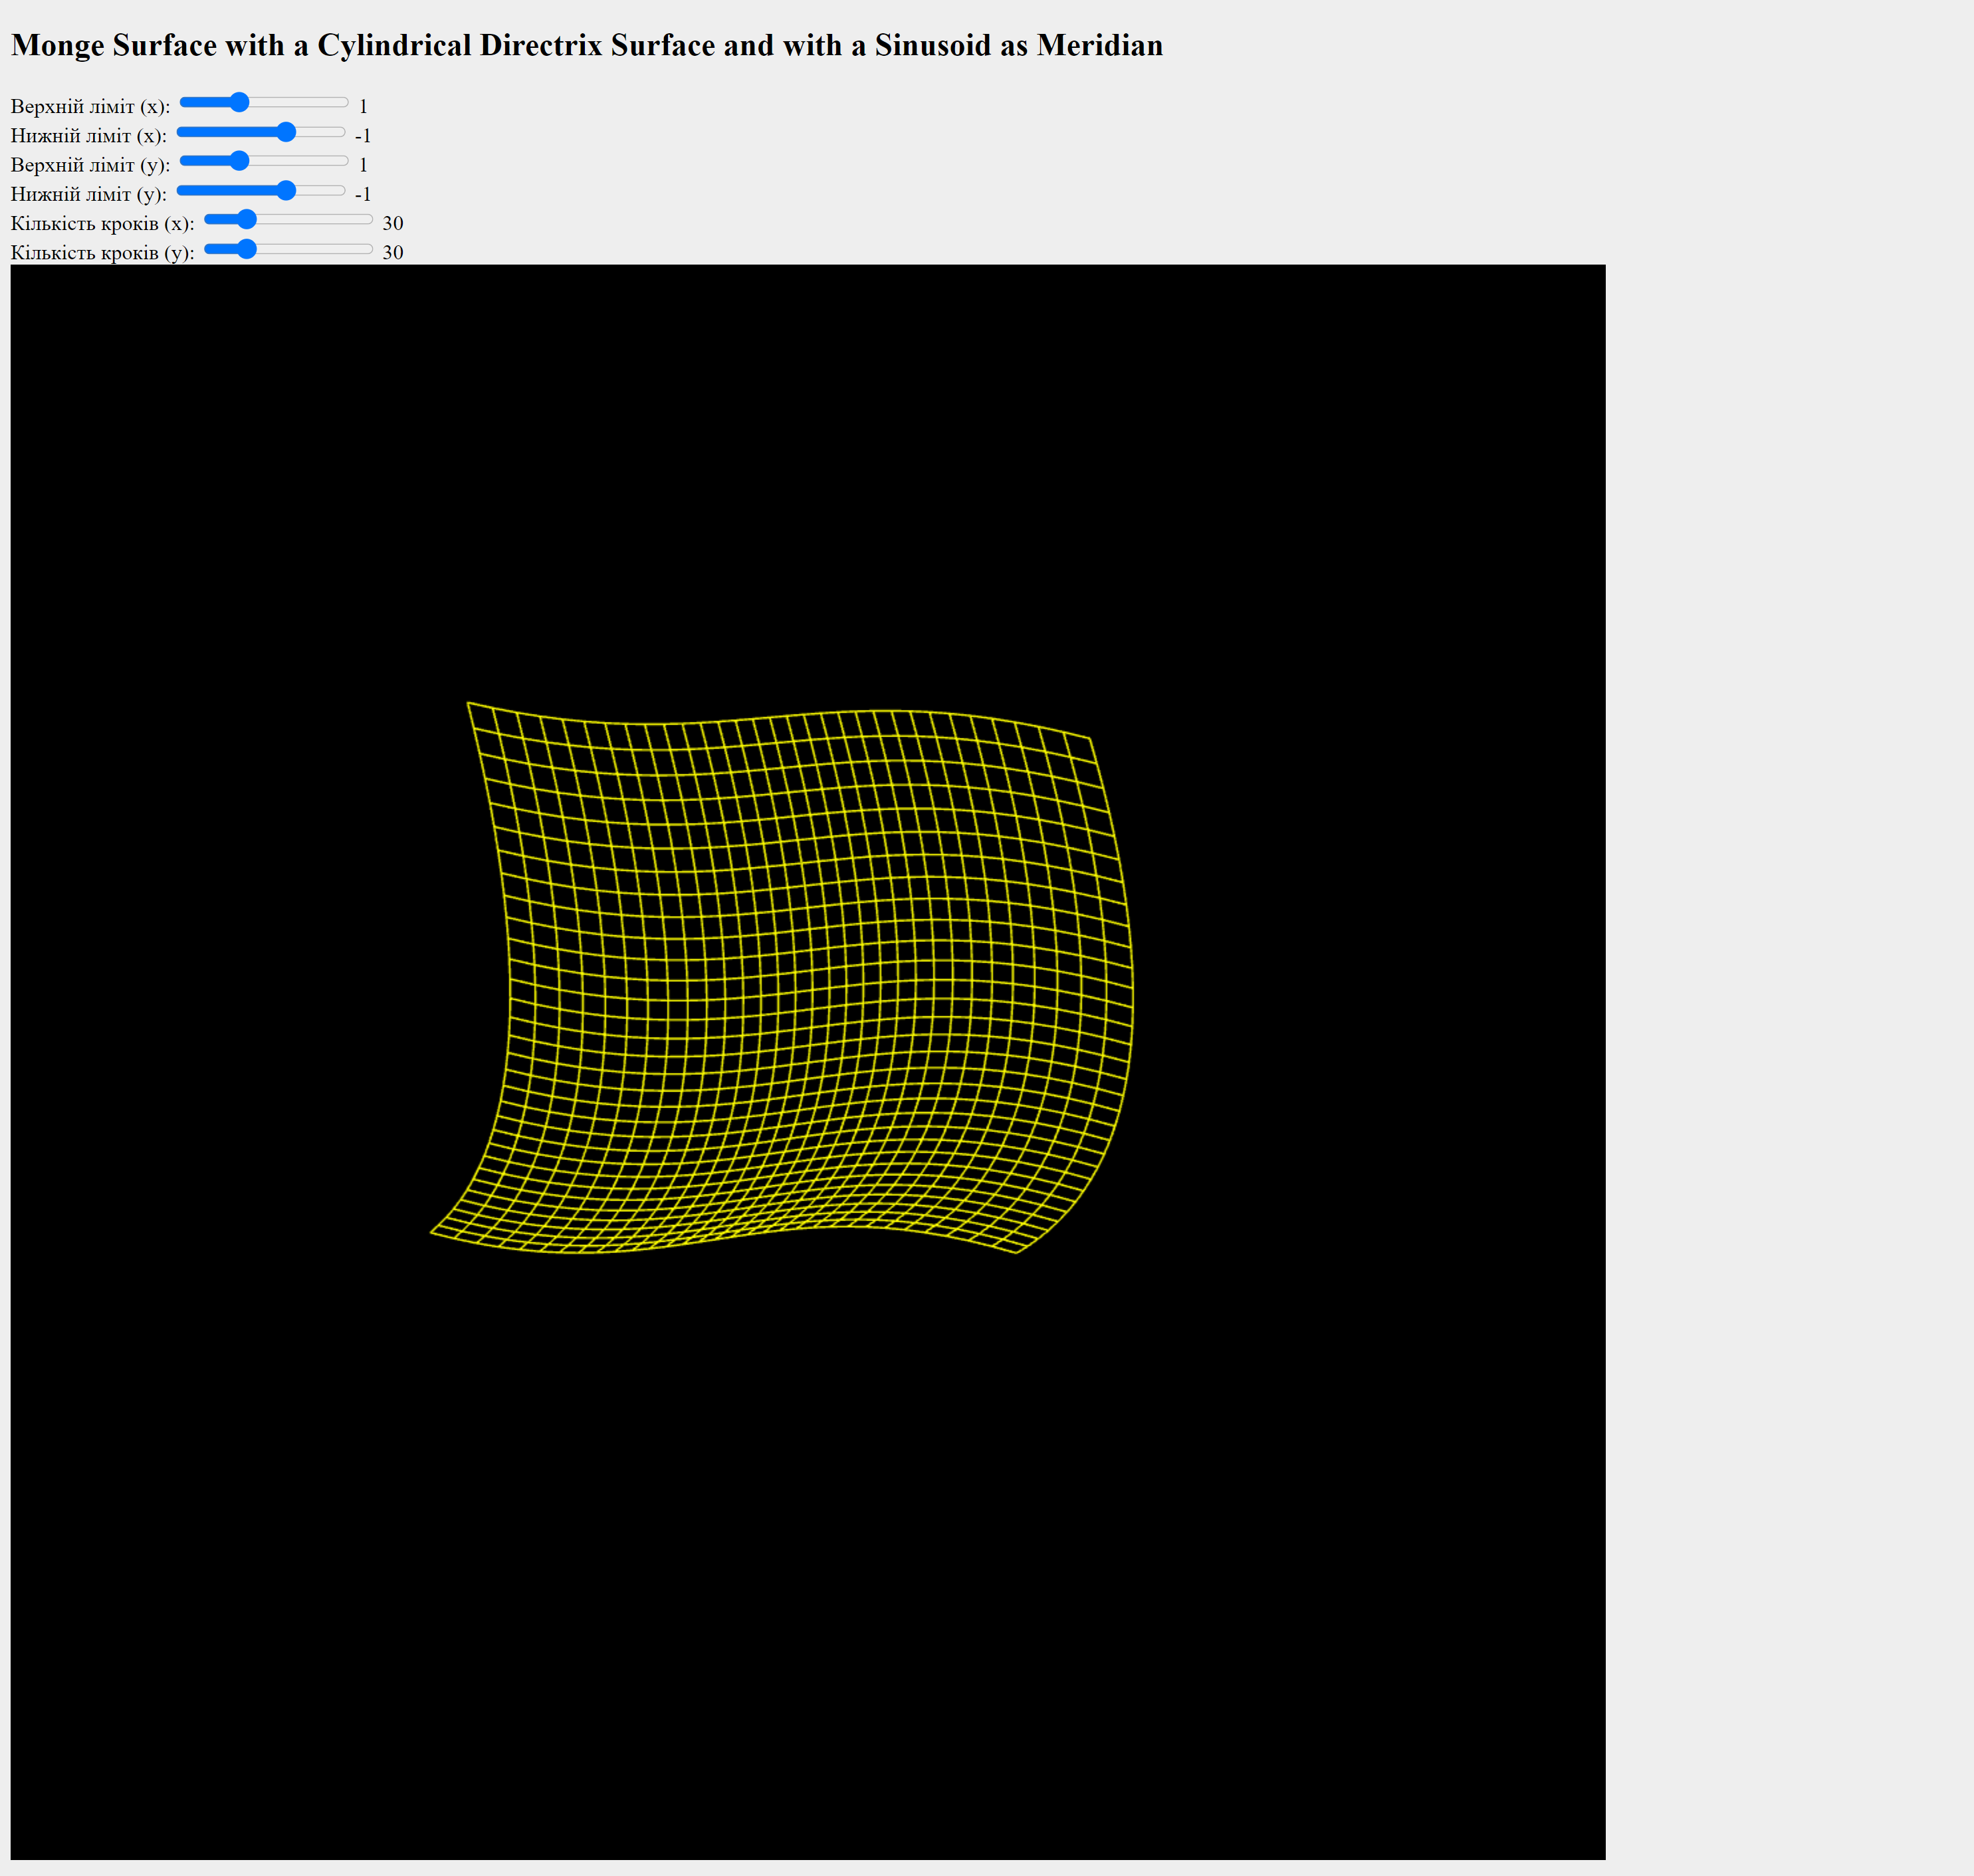 Monge Surface with a Cylindrical Directrix Surface and with a Sinusoid as Meridian
Верхній ліміт (x): 1
Нижній ліміт (x): -1
Верхній ліміт (y): 1
Нижній ліміт (y): -1
Кількість кроків (x): 30
Кількість кроків (y): 30